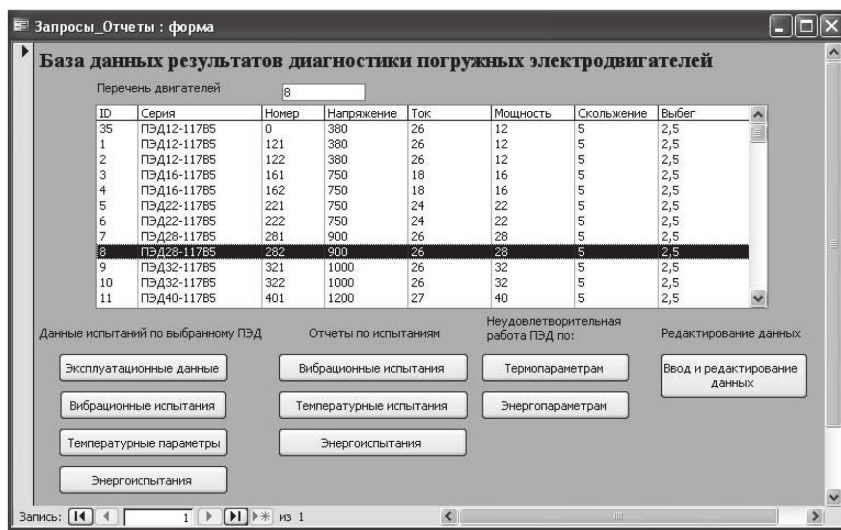 Запросы_Отчеты : форма
База данных результатов диагностики погружных электродвигателей
Перечень двигателей 8
ID Серия Номер Напряжение Ток Мощность Скольжение Выбег
35 ПЭД12-117В5 0 380 26 12 5 2,5
1 ПЭД12-117В5 121 380 26 12 5 2,5
2 ПЭД12-117В5 122 380 26 12 5 2,5
3 ПЭД16-117В5 161 750 18 16 5 2,5
4 ПЭД16-117В5 162 750 18 16 5 2,5
5 ПЭД22-117В5 221 750 24 22 5 2,5
6 ПЭД22-117В5 222 750 24 22 5 2,5
7 ПЭД28-117В5 281 900 26 28 5 2,5
8 ПЭД28-117В5 282 900 26 28 5 2,5
9 ПЭД32-117В5 321 1000 26 32 5 2,5
10 ПЭД32-117В5 322 1000 26 32 5 2,5
11 ПЭД40-117В5 401 1200 27 40 5 2,5
Данные испытаний по выбранному ПЭД
Эксплуатационные данные
Вибрационные испытания
Температурные параметры
Энергоиспытания
Отчеты по испытаниям
Вибрационные испытания
Температурные испытания
Энергоиспытания
Неудовлетворительная
работа ПЭД по:
Термопараметрам
Энергопараметрам
Редактирование данных
Ввод и редактирование
данных
Запись: 1 из 1